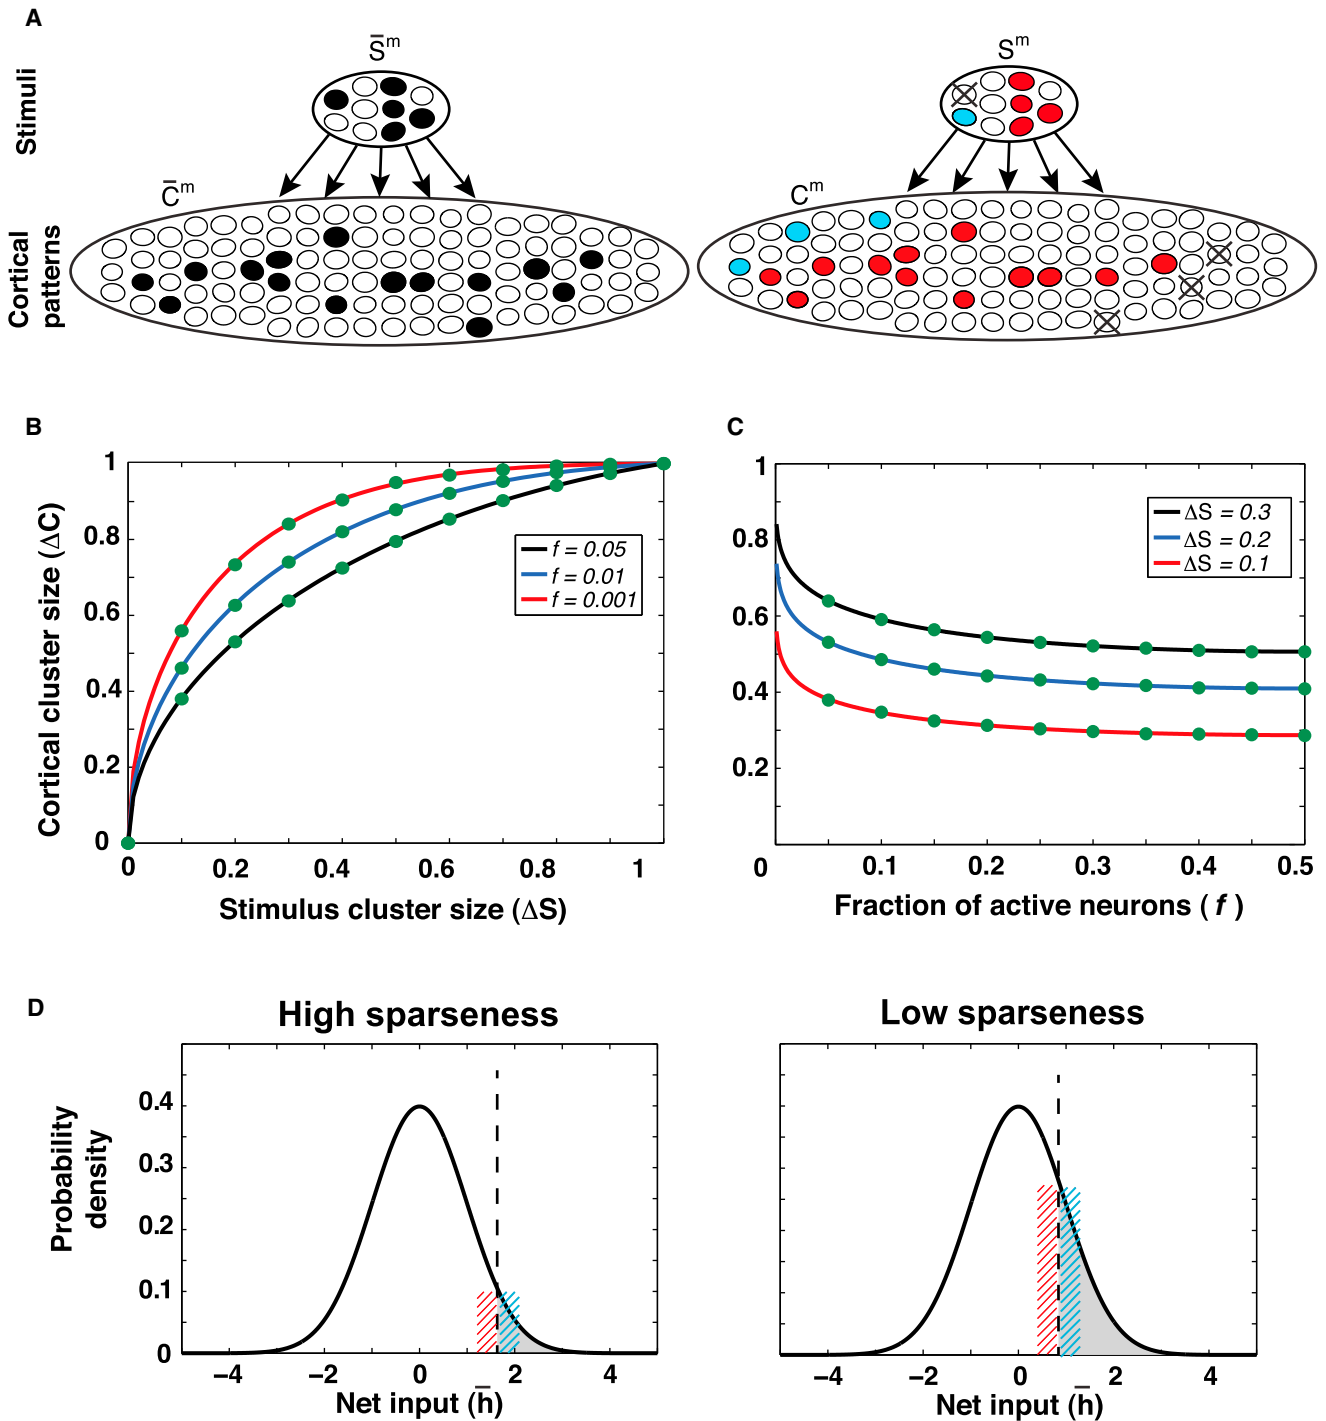 A
S̄ᵐ
Sᵐ
Stimuli
C̄ᵐ
Cᵐ
Cortical
patterns
B
Cortical cluster size (ΔC)
1
0.8
0.6
0.4
0.2
0
f = 0.05
f = 0.01
f = 0.001
0 0.2 0.4 0.6 0.8 1
Stimulus cluster size (ΔS)
C
1
0.8
0.6
0.4
0.2
ΔS = 0.3
ΔS = 0.2
ΔS = 0.1
0 0.1 0.2 0.3 0.4 0.5
Fraction of active neurons ( f )
D
High sparseness
Probability
density
0.4
0.3
0.2
0.1
0
−4 −2 0 2 4
Net input (h̄)
Low sparseness
−4 −2 0 2 4
Net input (h̄)